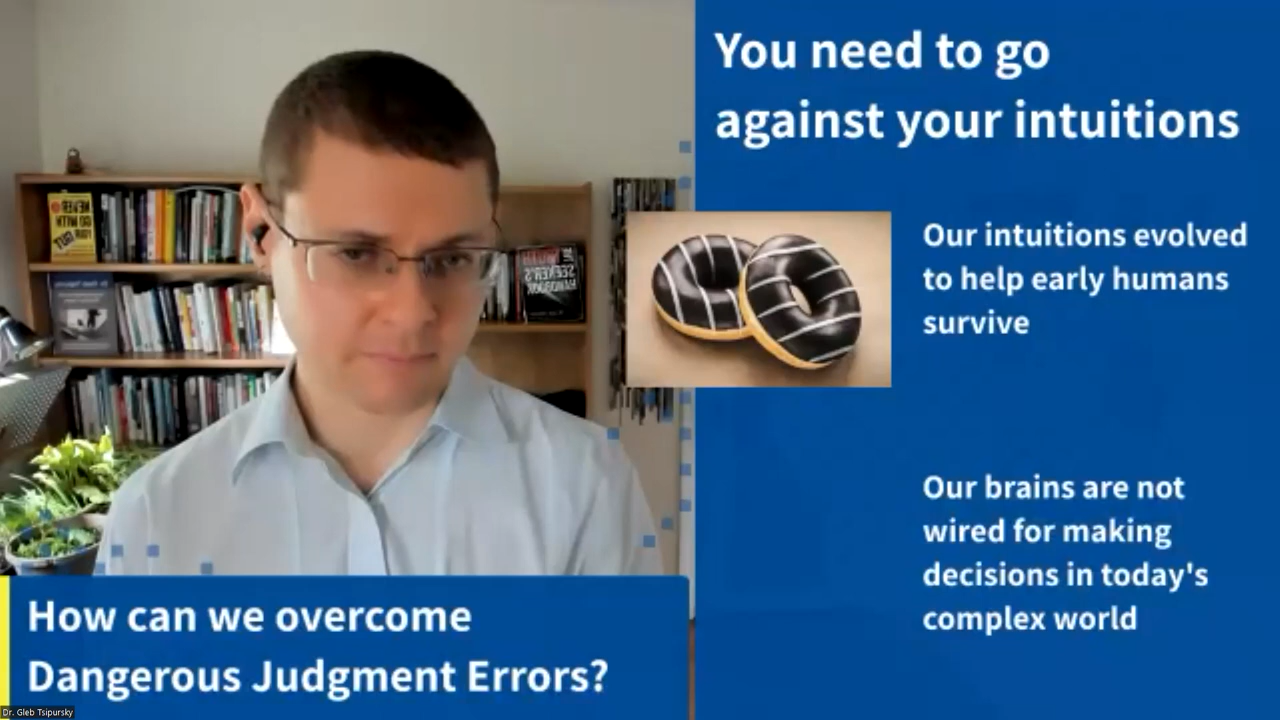 You need to go
against your intuitions
Our intuitions evolved
to help early humans
survive
Our brains are not
wired for making
decisions in today's
complex world
NEVER
GO WITH
YOUR
GUT
SEEKER'S
HANDBOOK
How can we overcome
Dangerous Judgment Errors?
Dr. Gleb Tsipursky